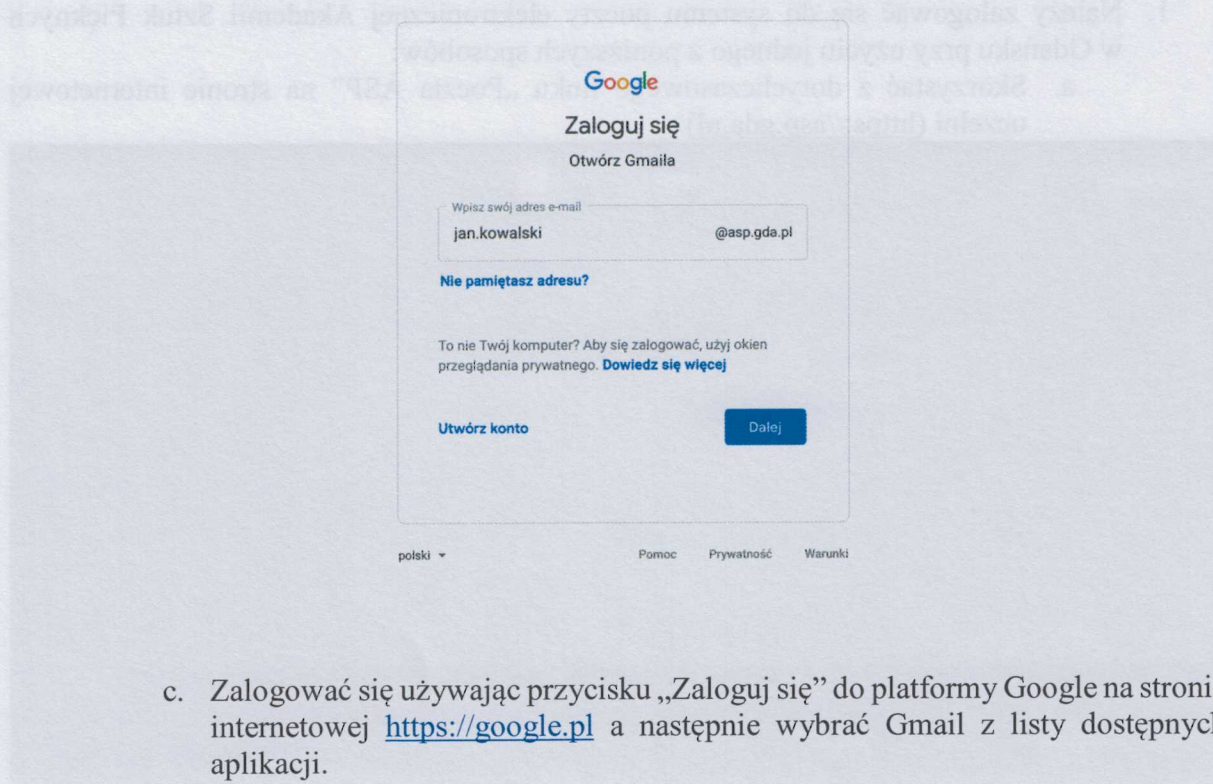 Google
Zaloguj się
Otwórz Gmaila
Wpisz swój adres e-mail
jan.kowalski @asp.gda.pl
Nie pamiętasz adresu?
To nie Twój komputer? Aby się zalogować, użyj okien
przeglądania prywatnego. Dowiedz się więcej
Utwórz konto Dalej
polski Pomoc Prywatność Warunki
c. Zalogować się używając przycisku „Zaloguj się” do platformy Google na stroni
internetowej https://google.pl a następnie wybrać Gmail z listy dostępnyc
aplikacji.